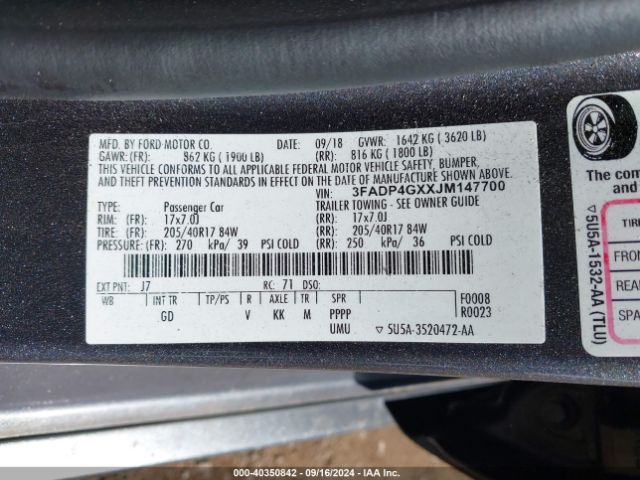 MFD. BY FORD MOTOR CO. DATE: 09/18 GVWR: 1642 KG ( 3620 LB)
GAWR: (FR): 862 KG ( 1900 LB) (RR): 816 KG ( 1800 LB)
THIS VEHICLE CONFORMS TO ALL APPLICABLE FEDERAL MOTOR VEHICLE SAFETY, BUMPER,
AND THEFT PREVENTION STANDARDS IN EFFECT ON THE DATE OF MANUFACTURE SHOWN ABOVE.
VIN: 3FADP4GXXJM147700
TYPE: Passenger Car TRAILER TOWING - SEE OWNER GUIDE
RIM: (FR) 17x7.0J (RR): 17x7.0J
TIRE: (FR) 205/40R17 84W (RR): 205/40R17 84W
PRESSURE: (FR) 270 kPa/ 39 PSI COLD (RR): 250 kPa/ 36 PSI COLD
EXT PNT: J7 RC: 71 DSO:
WB INT TR TP/PS R AXLE TR SPR F0008
GD V KK M PPPP R0023
UMU ▽ 5U5A-3520472-AA
The com
▽ 5U5A-1532-AA (TLU)
TIRE
FRON
REAR
SPA
000-40350842 - 09/16/2024 - IAA Inc.